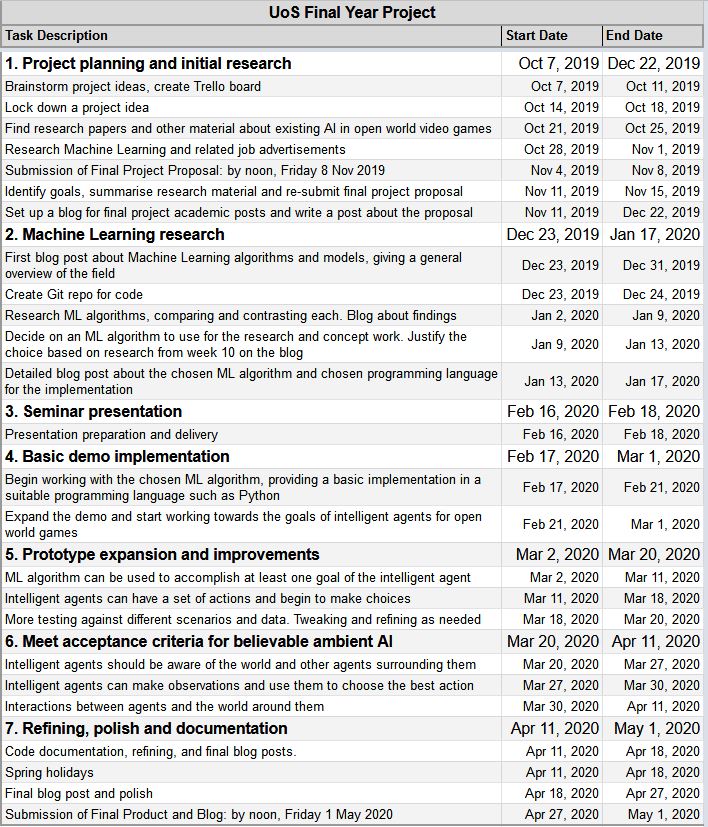 UoS Final Year Project
Task Description Start Date End Date
1. Project planning and initial research Oct 7, 2019 Dec 22, 2019
Brainstorm project ideas, create Trello board Oct 7, 2019 Oct 11, 2019
Lock down a project idea Oct 14, 2019 Oct 18, 2019
Find research papers and other material about existing AI in open world video games Oct 21, 2019 Oct 25, 2019
Research Machine Learning and related job advertisements Oct 28, 2019 Nov 1, 2019
Submission of Final Project Proposal: by noon, Friday 8 Nov 2019 Nov 4, 2019 Nov 8, 2019
Identify goals, summarise research material and re-submit final project proposal Nov 11, 2019 Nov 15, 2019
Set up a blog for final project academic posts and write a post about the proposal Nov 11, 2019 Dec 22, 2019
2. Machine Learning research Dec 23, 2019 Jan 17, 2020
First blog post about Machine Learning algorithms and models, giving a general
overview of the field Dec 23, 2019 Dec 31, 2019
Create Git repo for code Dec 23, 2019 Dec 24, 2019
Research ML algorithms, comparing and contrasting each. Blog about findings Jan 2, 2020 Jan 9, 2020
Decide on an ML algorithm to use for the research and concept work. Justify the
choice based on research from week 10 on the blog Jan 9, 2020 Jan 13, 2020
Detailed blog post about the chosen ML algorithm and chosen programming language
for the implementation Jan 13, 2020 Jan 17, 2020
3. Seminar presentation Feb 16, 2020 Feb 18, 2020
Presentation preparation and delivery Feb 16, 2020 Feb 18, 2020
4. Basic demo implementation Feb 17, 2020 Mar 1, 2020
Begin working with the chosen ML algorithm, providing a basic implementation in a
suitable programming language such as Python Feb 17, 2020 Feb 21, 2020
Expand the demo and start working towards the goals of intelligent agents for open
world games Feb 21, 2020 Mar 1, 2020
5. Prototype expansion and improvements Mar 2, 2020 Mar 20, 2020
ML algorithm can be used to accomplish at least one goal of the intelligent agent Mar 2, 2020 Mar 11, 2020
Intelligent agents can have a set of actions and begin to make choices Mar 11, 2020 Mar 18, 2020
More testing against different scenarios and data. Tweaking and refining as needed Mar 18, 2020 Mar 20, 2020
6. Meet acceptance criteria for believable ambient AI Mar 20, 2020 Apr 11, 2020
Intelligent agents should be aware of the world and other agents surrounding them Mar 20, 2020 Mar 27, 2020
Intelligent agents can make observations and use them to choose the best action Mar 27, 2020 Mar 30, 2020
Interactions between agents and the world around them Mar 30, 2020 Apr 11, 2020
7. Refining, polish and documentation Apr 11, 2020 May 1, 2020
Code documentation, refining, and final blog posts. Apr 11, 2020 Apr 18, 2020
Spring holidays Apr 11, 2020 Apr 18, 2020
Final blog post and polish Apr 18, 2020 Apr 27, 2020
Submission of Final Product and Blog: by noon, Friday 1 May 2020 Apr 27, 2020 May 1, 2020